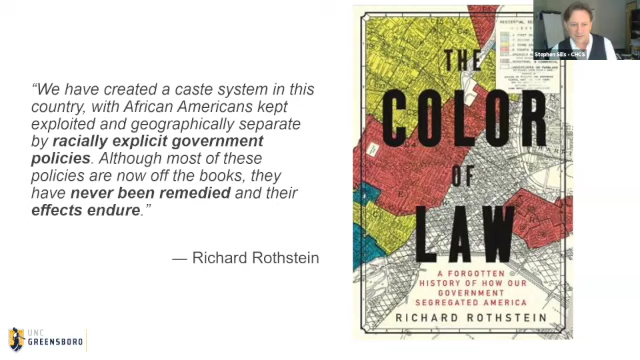 “We have created a caste system in this
country, with African Americans kept
exploited and geographically separate
by racially explicit government
policies. Although most of these
policies are now off the books, they
have never been remedied and their
effects endure.”
— Richard Rothstein
THE
COLOR
OF
LAW
A FORGOTTEN
HISTORY OF HOW OUR
GOVERNMENT
SEGREGATED AMERICA
RICHARD ROTHSTEIN
Stephen Sills - CHCS
UNC
GREENSBORO